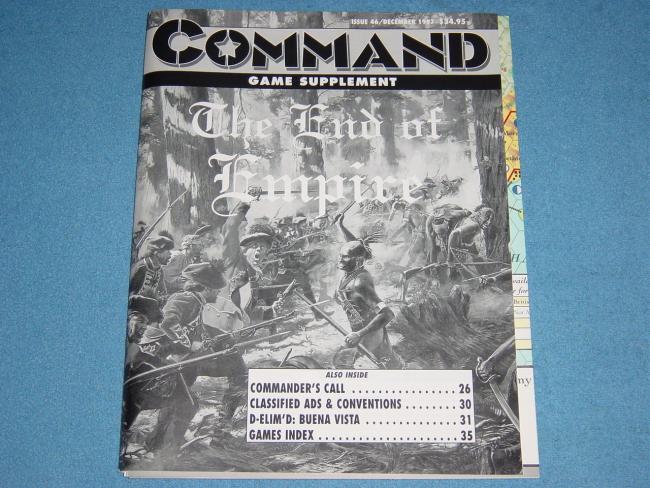 ISSUE 46/DECEMBER 1997 $34.95
COMMAND
GAME SUPPLEMENT
The End of
Empire
ALSO INSIDE
COMMANDER'S CALL ................ 26
CLASSIFIED ADS & CONVENTIONS ........ 30
D-ELIM'D: BUENA VISTA .............. 31
GAMES INDEX ..................... 35